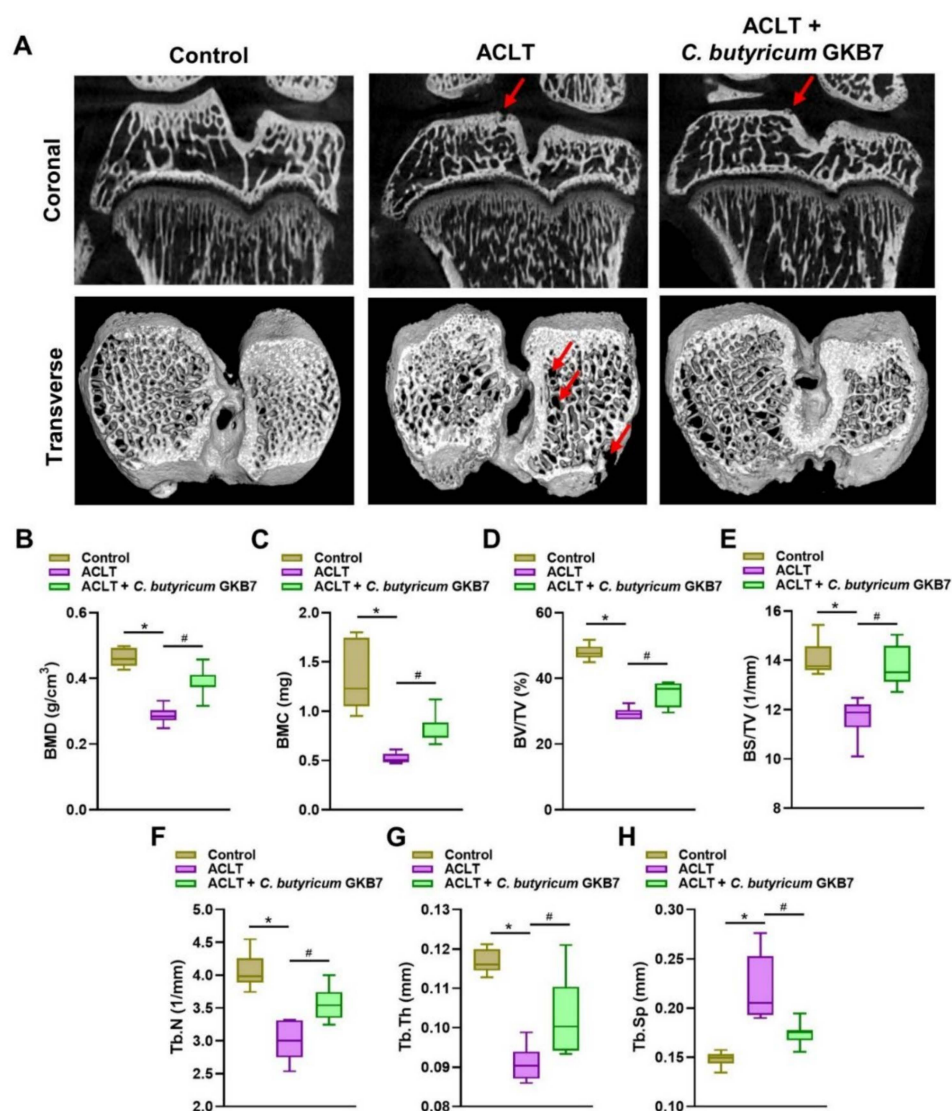 A
Control
ACLT
ACLT +
C. butyricum GKB7
Coronal
Transverse
B
Control
ACLT
ACLT + C. butyricum GKB7
BMD (g/cm³)
0.6
0.4
0.2
0.0
*
#
C
Control
ACLT
ACLT + C. butyricum GKB7
BMC (mg)
2.0
1.5
1.0
0.5
0.0
*
#
D
Control
ACLT
ACLT + C. butyricum GKB7
BV/TV (%)
60
40
20
0
*
#
E
Control
ACLT
ACLT + C. butyricum GKB7
BS/TV (1/mm)
16
14
12
10
8
*
#
F
Control
ACLT
ACLT + C. butyricum GKB7
Tb.N (1/mm)
5.0
4.5
4.0
3.5
3.0
2.5
2.0
*
#
G
Control
ACLT
ACLT + C. butyricum GKB7
Tb.Th (mm)
0.13
0.12
0.11
0.10
0.09
0.08
*
#
H
Control
ACLT
ACLT + C. butyricum GKB7
Tb.Sp (mm)
0.30
0.25
0.20
0.15
0.10
*
#